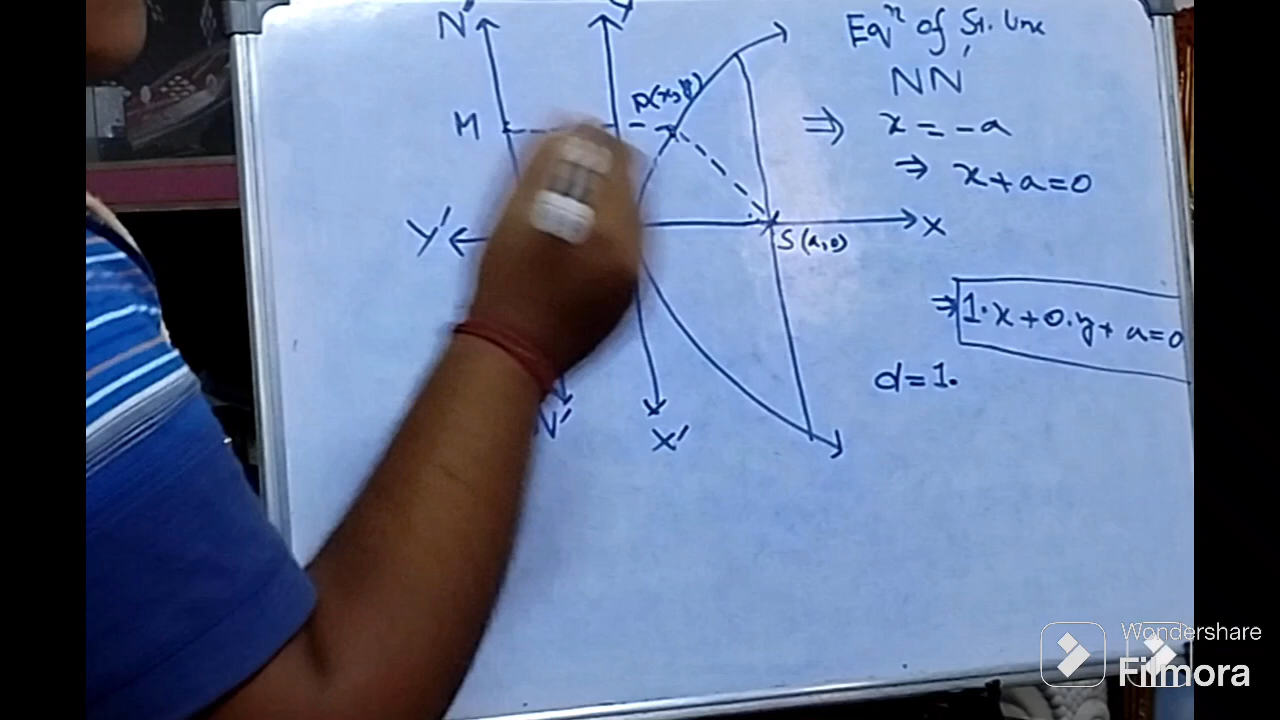 N' Y
Eqⁿ of St. Line
NN'
P(x,y)
M
⇒ x = -a
⇒ x+a=0
Y' X
S(a,0)
⇒ 1.x+0.y+a=0
d=1.
N'
X'
Wondershare
Filmora